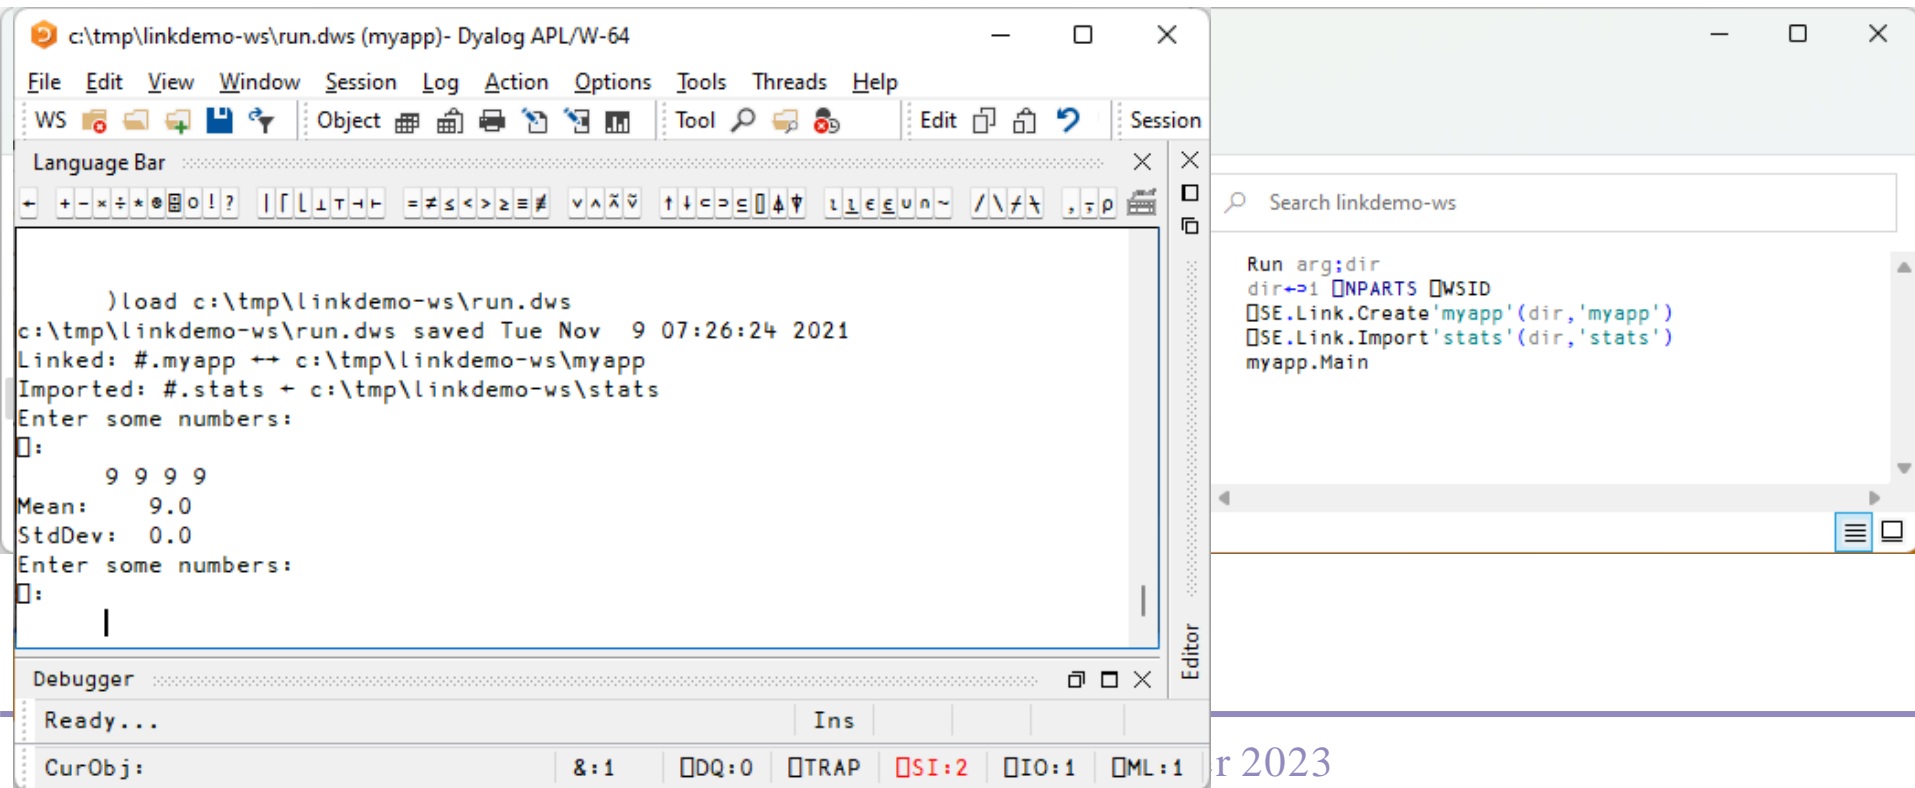 c:\tmp\linkdemo-ws\run.dws (myapp)- Dyalog APL/W-64
File Edit View Window Session Log Action Options Tools Threads Help
WS Object Tool Edit Session
Language Bar
← + - × ÷ * ⍟ ⌹ ○ ! ? | ⌈ ⌊ ⊥ ⊤ ⊣ ⊢ = ≠ ≤ < > ≥ ≡ ≢ ∨ ∧ ⍲ ⍱ ↑ ↓ ⊂ ⊃ ⊆ ⌷ ⍋ ⍒ ⍳ ⍸ ∊ ⍷ ∪ ∩ ~ / \ ⌿ ⍀ , ⍪ ⍴
)load c:\tmp\linkdemo-ws\run.dws
c:\tmp\linkdemo-ws\run.dws saved Tue Nov  9 07:26:24 2021
Linked: #.myapp ←→ c:\tmp\linkdemo-ws\myapp
Imported: #.stats ← c:\tmp\linkdemo-ws\stats
Enter some numbers:
⎕:
9 9 9 9
Mean: 9.0
StdDev: 0.0
Enter some numbers:
⎕:
Editor
Debugger
Ready... Ins
CurObj: &:1 ⎕DQ:0 ⎕TRAP ⎕SI:2 ⎕IO:1 ⎕ML:1
Search linkdemo-ws
Run arg;dir
dir←⊃1 ⎕NPARTS ⎕WSID
⎕SE.Link.Create'myapp'(dir,'myapp')
⎕SE.Link.Import'stats'(dir,'stats')
myapp.Main
r 2023